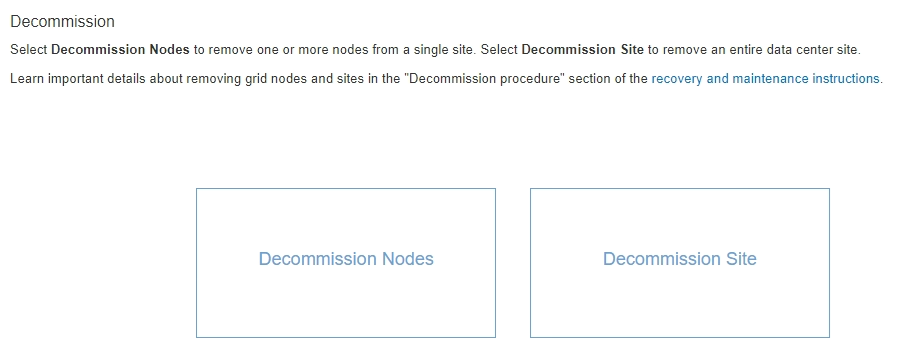 Decommission
Select Decommission Nodes to remove one or more nodes from a single site. Select Decommission Site to remove an entire data center site.
Learn important details about removing grid nodes and sites in the "Decommission procedure" section of the recovery and maintenance instructions.
Decommission Nodes
Decommission Site